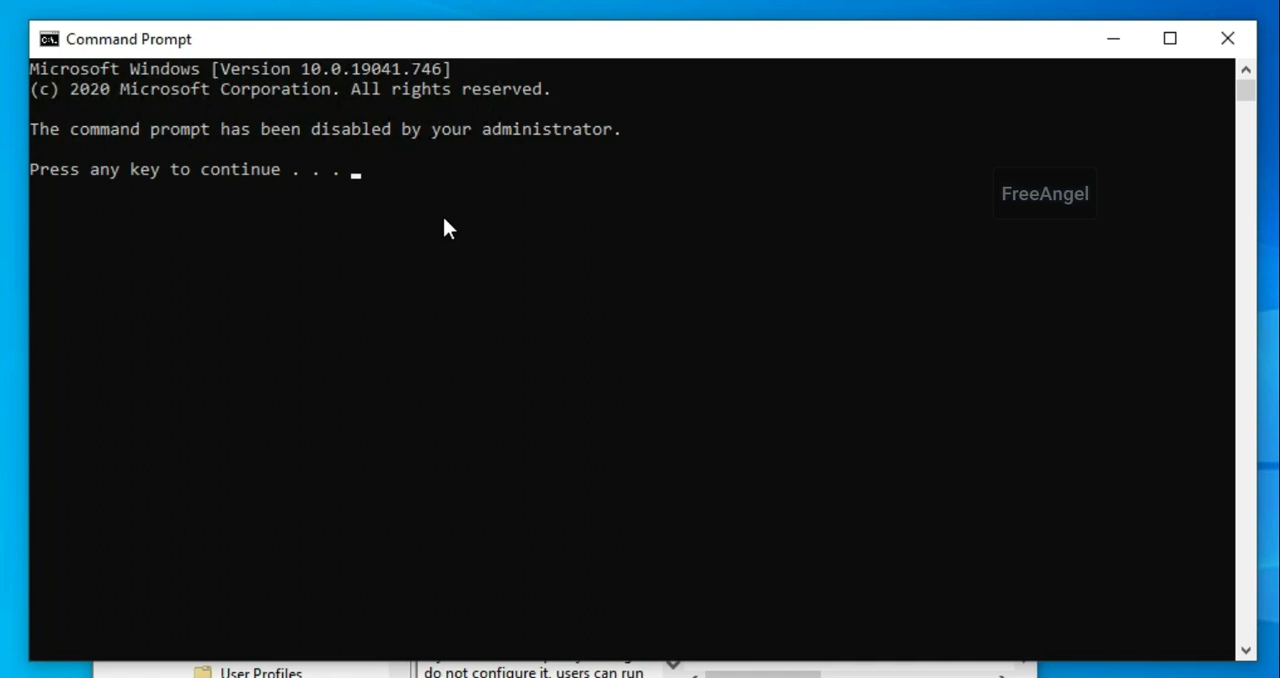 Command Prompt
Microsoft Windows [Version 10.0.19041.746]
(c) 2020 Microsoft Corporation. All rights reserved.
The command prompt has been disabled by your administrator.
Press any key to continue . . .
FreeAngel
User Profiles
do not configure it, users can run